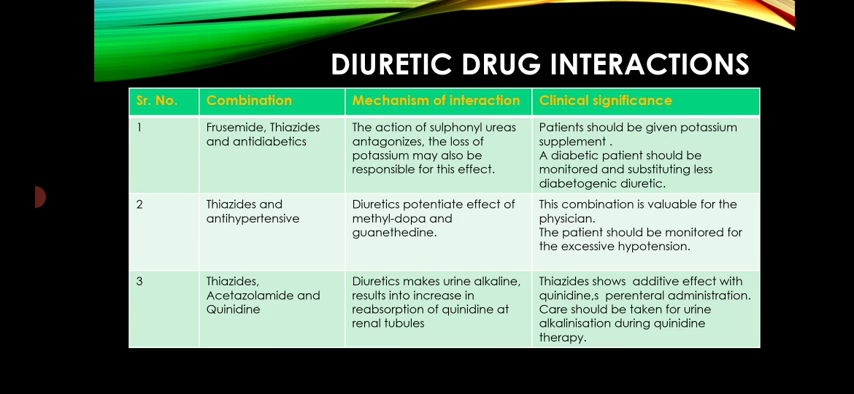 DIURETIC DRUG INTERACTIONS
Sr. No. Combination Mechanism of interaction Clinical significance
1
Frusemide, Thiazides
and antidiabetics
The action of sulphonyl ureas
antagonizes, the loss of
potassium may also be
responsible for this effect.
Patients should be given potassium
supplement .
A diabetic patient should be
monitored and substituting less
diabetogenic diuretic.
2
Thiazides and
antihypertensive
Diuretics potentiate effect of
methyl-dopa and
guanethedine.
This combination is valuable for the
physician.
The patient should be monitored for
the excessive hypotension.
3
Thiazides,
Acetazolamide and
Quinidine
Diuretics makes urine alkaline,
results into increase in
reabsorption of quinidine at
renal tubules
Thiazides shows additive effect with
quinidine,s perenteral administration.
Care should be taken for urine
alkalinisation during quinidine
therapy.